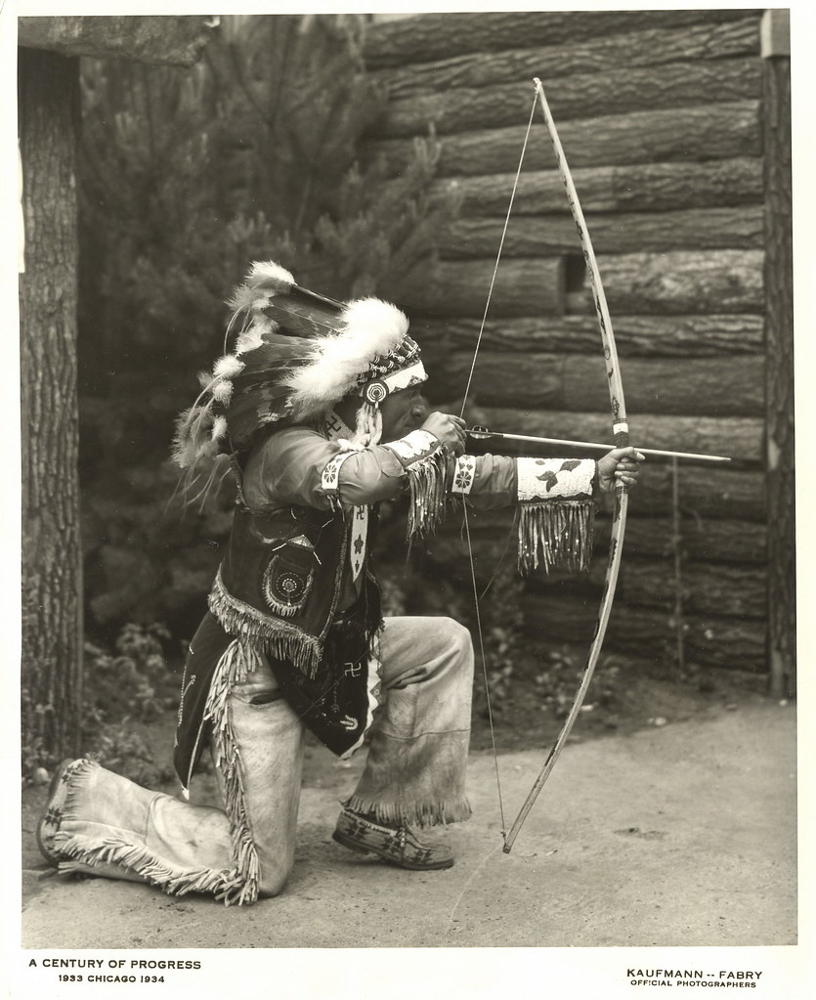 A CENTURY OF PROGRESS
1933 CHICAGO 1934
KAUFMANN -- FABRY
OFFICIAL PHOTOGRAPHERS